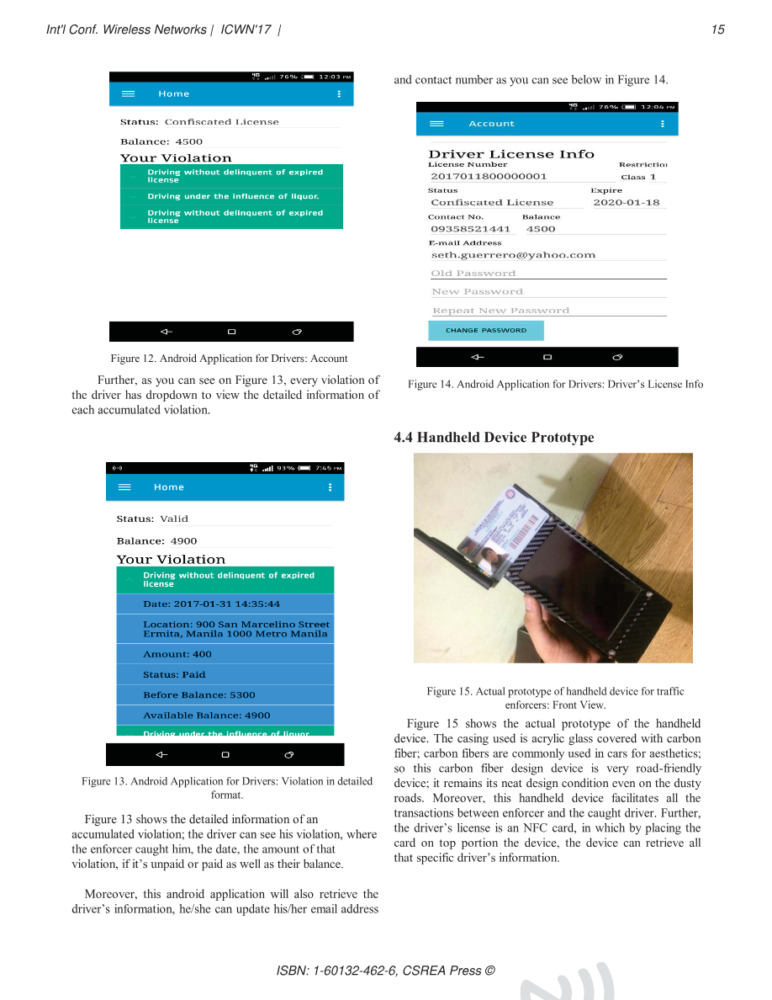 Int'l Conf. Wireless Networks | ICWN'17 |
15
4G 76% 12:03 PM
Home
Status: Confiscated License
Balance: 4500
Your Violation
Driving without delinquent of expired
license
Driving under the influence of liquor.
Driving without delinquent of expired
license
Figure 12. Android Application for Drivers: Account
Further, as you can see on Figure 13, every violation of
the driver has dropdown to view the detailed information of
each accumulated violation.
4G 93% 7:45 PM
Home
Status: Valid
Balance: 4900
Your Violation
Driving without delinquent of expired
license
Date: 2017-01-31 14:35:44
Location: 900 San Marcelino Street
Ermita, Manila 1000 Metro Manila
Amount: 400
Status: Paid
Before Balance: 5300
Available Balance: 4900
Driving under the influence of liquor
Figure 13. Android Application for Drivers: Violation in detailed
format.
Figure 13 shows the detailed information of an
accumulated violation; the driver can see his violation, where
the enforcer caught him, the date, the amount of that
violation, if it's unpaid or paid as well as their balance.
Moreover, this android application will also retrieve the
driver's information, he/she can update his/her email address
and contact number as you can see below in Figure 14.
4G 76% 12:04 PM
Account
Driver License Info
License Number Restriction
2017011800000001 Class 1
Status Expire
Confiscated License 2020-01-18
Contact No. Balance
09358521441 4500
E-mail Address
seth.guerrero@yahoo.com
Old Password
New Password
Repeat New Password
CHANGE PASSWORD
Figure 14. Android Application for Drivers: Driver's License Info
4.4 Handheld Device Prototype
Figure 15. Actual prototype of handheld device for traffic
enforcers: Front View.
Figure 15 shows the actual prototype of the handheld
device. The casing used is acrylic glass covered with carbon
fiber; carbon fibers are commonly used in cars for aesthetics;
so this carbon fiber design device is very road-friendly
device; it remains its neat design condition even on the dusty
roads. Moreover, this handheld device facilitates all the
transactions between enforcer and the caught driver. Further,
the driver's license is an NFC card, in which by placing the
card on top portion the device, the device can retrieve all
that specific driver's information.
ISBN: 1-60132-462-6, CSREA Press ©